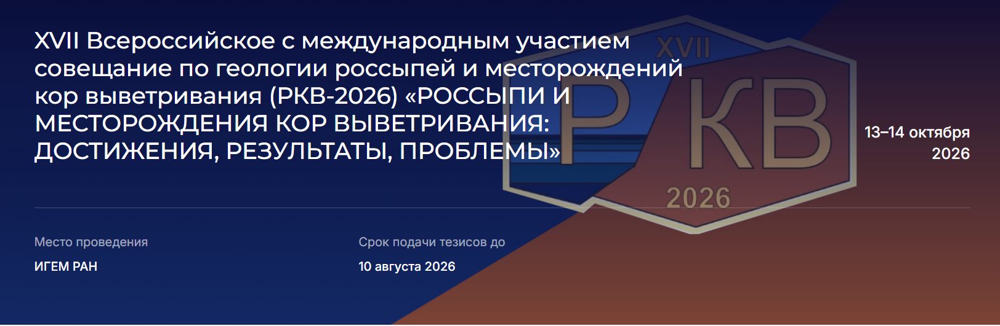 XVII Всероссийское с международным участием
совещание по геологии россыпей и месторождений
кор выветривания (РКВ-2026) «РОССЫПИ И
МЕСТОРОЖДЕНИЯ КОР ВЫВЕТРИВАНИЯ:
ДОСТИЖЕНИЯ, РЕЗУЛЬТАТЫ, ПРОБЛЕМЫ»
XVII
РКВ
2026
13–14 октября
2026
Место проведения
ИГЕМ РАН
Срок подачи тезисов до
10 августа 2026